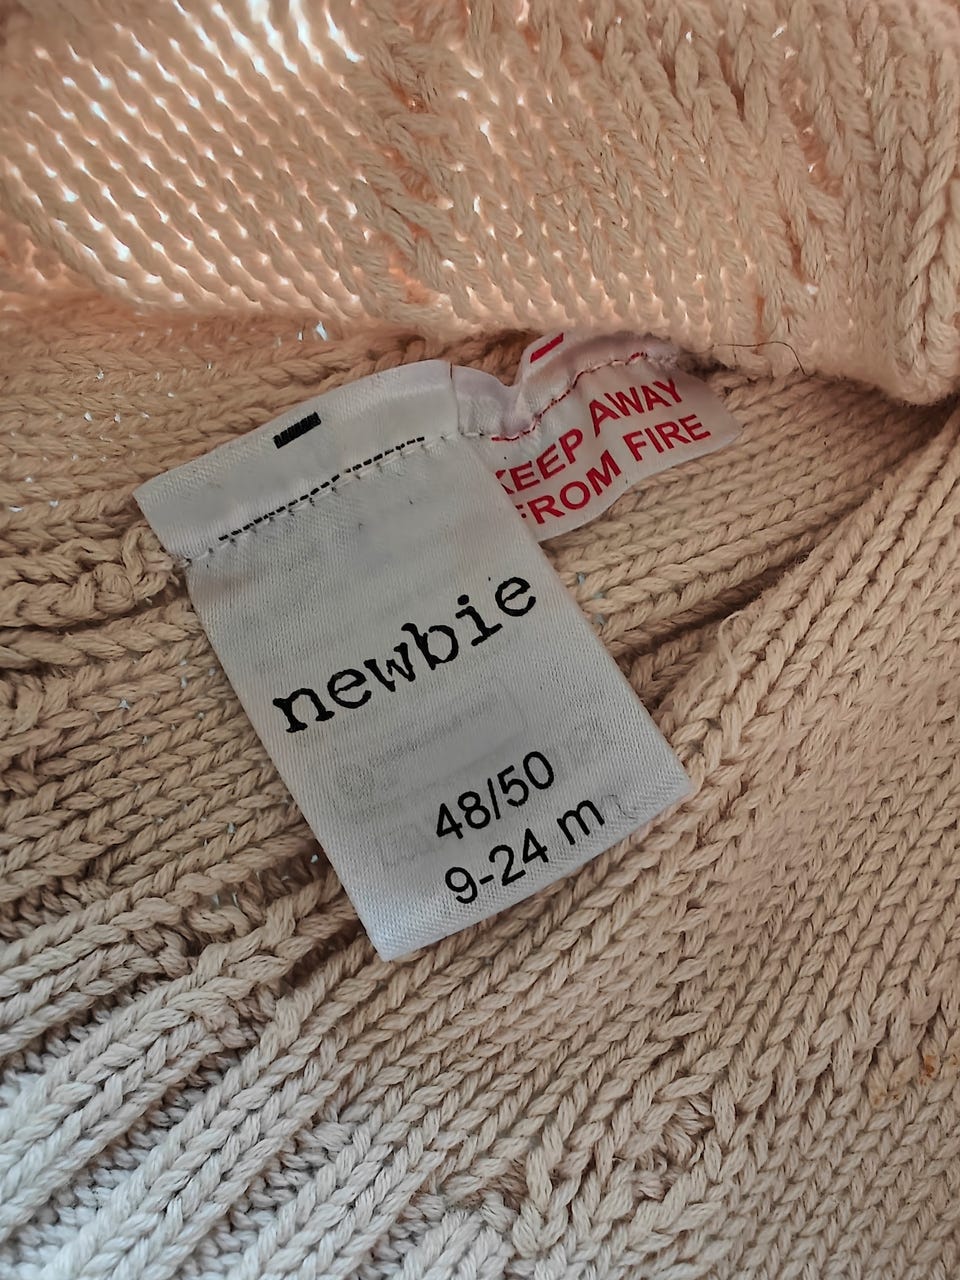 KEEP AWAY
FROM FIRE
newbie
48/50
9-24 m